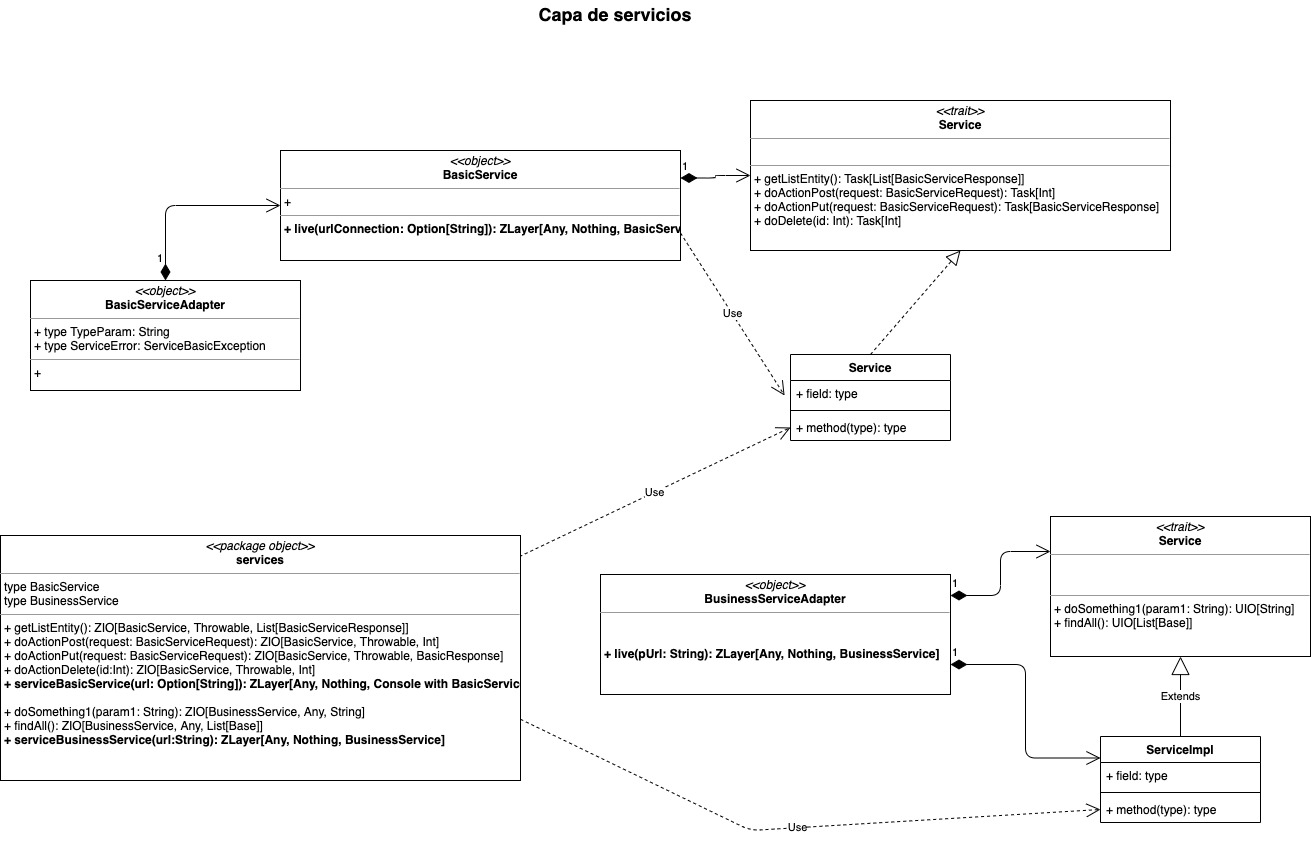 Capa de servicios
<<trait>>
Service
+ getListEntity(): Task[List[BasicServiceResponse]]
+ doActionPost(request: BasicServiceRequest): Task[Int]
+ doActionPut(request: BasicServiceRequest): Task[BasicServiceResponse]
+ doDelete(id: Int): Task[Int]
<<object>>
BasicService
+
+ live(urlConnection: Option[String]): ZLayer[Any, Nothing, BasicServ
1
1
<<object>>
BasicServiceAdapter
+ type TypeParam: String
+ type ServiceError: ServiceBasicException
+
Use
Service
+ field: type
+ method(type): type
Use
<<package object>>
services
type BasicService
type BusinessService
+ getListEntity(): ZIO[BasicService, Throwable, List[BasicServiceResponse]]
+ doActionPost(request: BasicServiceRequest): ZIO[BasicService, Throwable, Int]
+ doActionPut(request: BasicServiceRequest): ZIO[BasicService, Throwable, BasicResponse]
+ doActionDelete(id:Int): ZIO[BasicService, Throwable, Int]
+ serviceBasicService(url: Option[String]): ZLayer[Any, Nothing, Console with BasicServic
+ doSomething1(param1: String): ZIO[BusinessService, Any, String]
+ findAll(): ZIO[BusinessService, Any, List[Base]]
+ serviceBusinessService(url:String): ZLayer[Any, Nothing, BusinessService]
<<object>>
BusinessServiceAdapter
+ live(pUrl: String): ZLayer[Any, Nothing, BusinessService]
1
1
<<trait>>
Service
+ doSomething1(param1: String): UIO[String]
+ findAll(): UIO[List[Base]]
Extends
ServiceImpl
+ field: type
+ method(type): type
Use